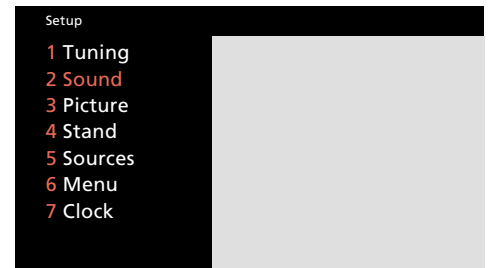 Setup
1 Tuning
2 Sound
3 Picture
4 Stand
5 Sources
6 Menu
7 Clock